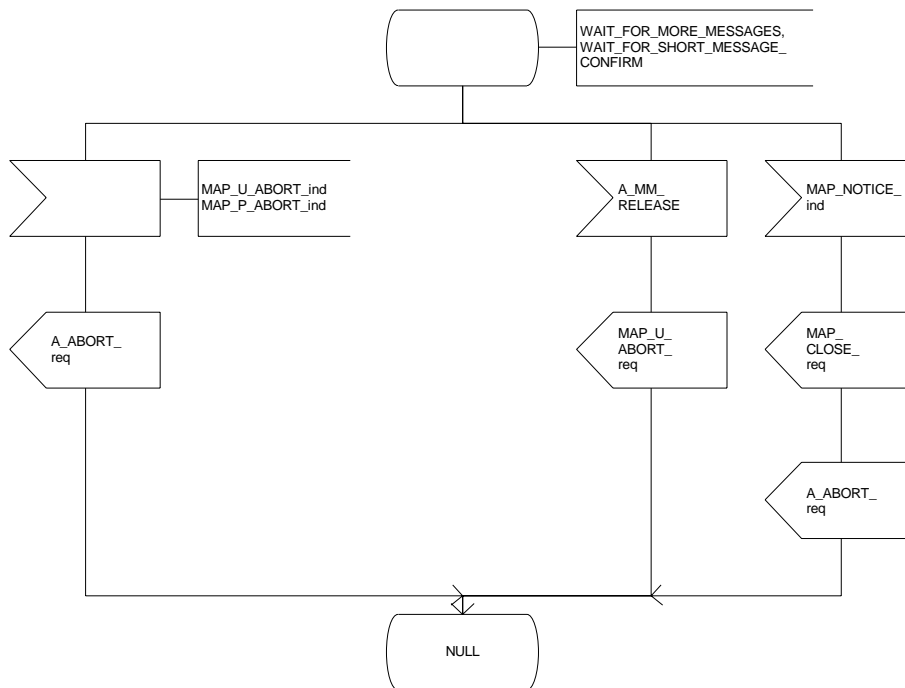 WAIT_FOR_MORE_MESSAGES,
WAIT_FOR_SHORT_MESSAGE_
CONFIRM
MAP_U_ABORT_ind
MAP_P_ABORT_ind
A_MM_
RELEASE
MAP_NOTICE_
ind
A_ABORT_
req
MAP_U_
ABORT_
req
MAP_
CLOSE_
req
A_ABORT_
req
NULL